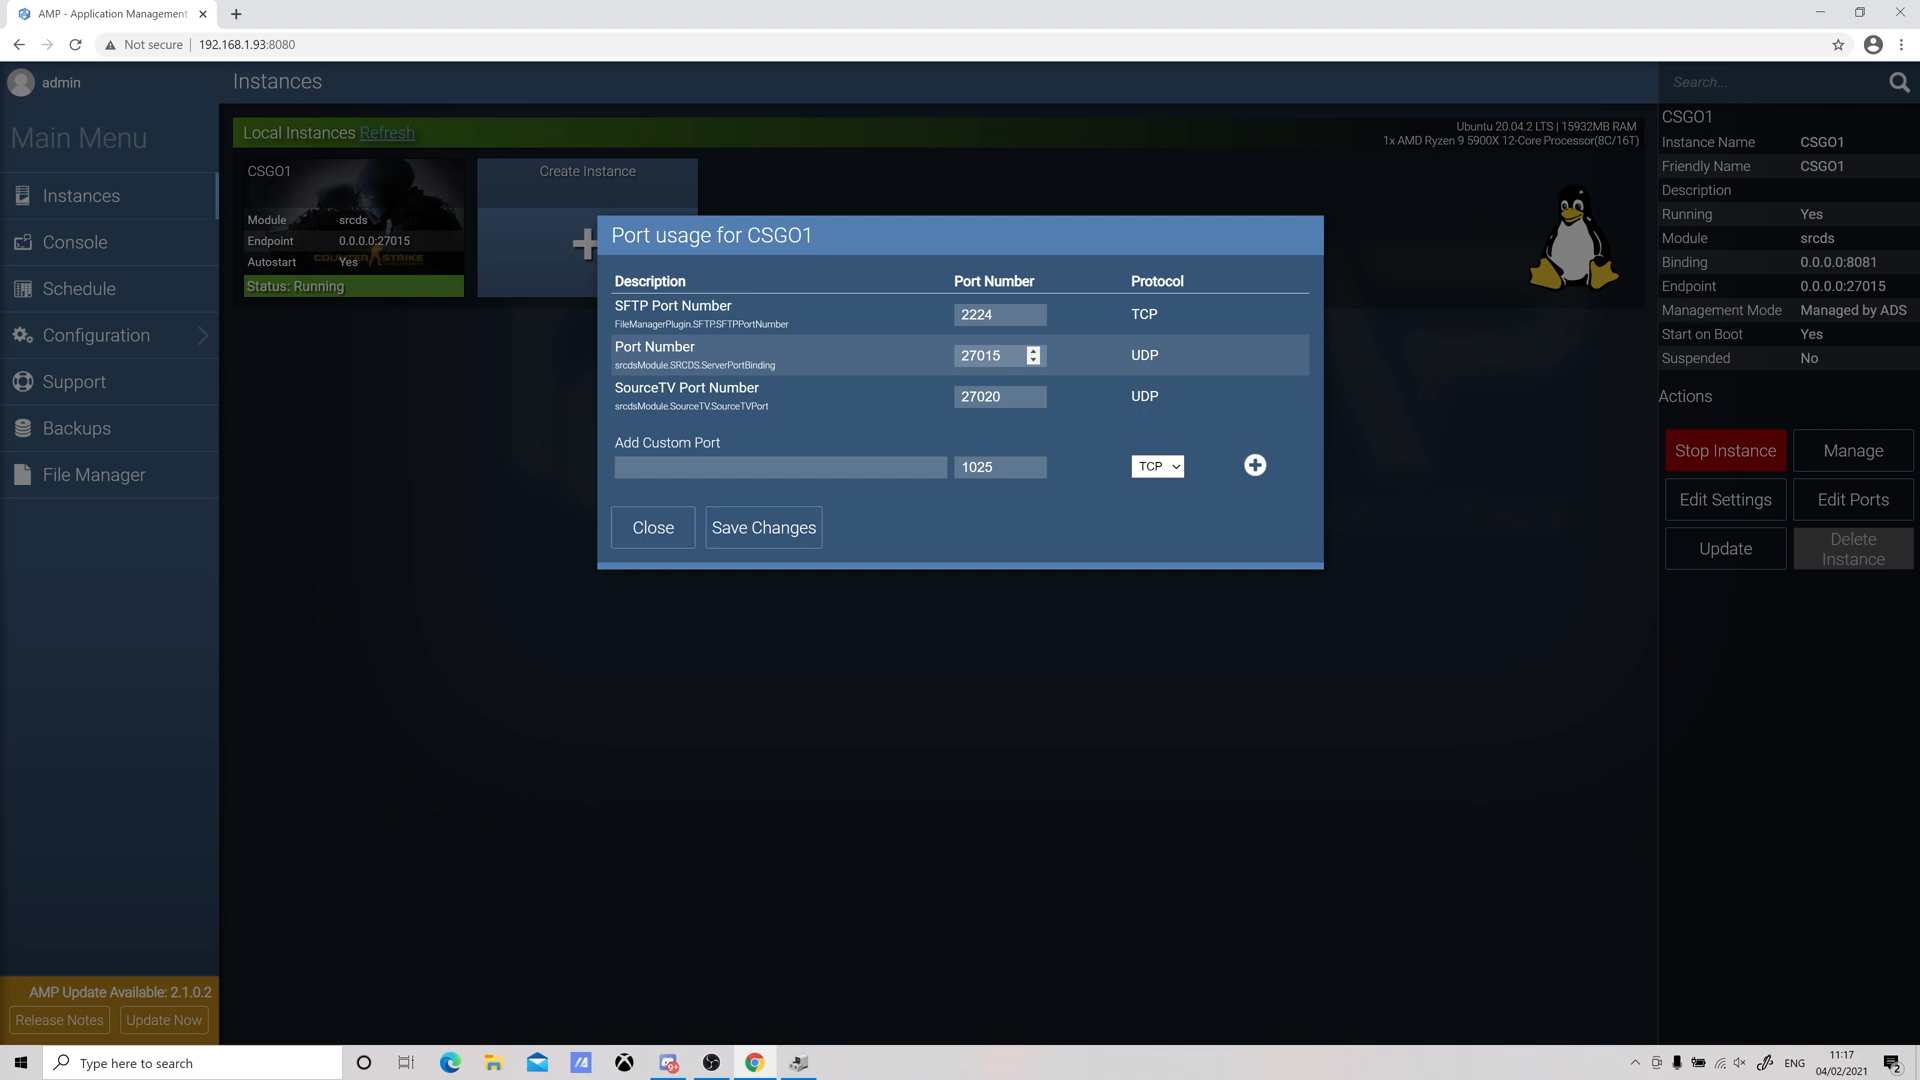 AMP - Application Management
Not secure
192.168.1.93:8080
admin
Instances
Search...
Main Menu
Instances
Console
Schedule
Configuration
Support
Backups
File Manager
Local Instances Refresh
Ubuntu 20.04.2 LTS | 15932MB RAM
1x AMD Ryzen 9 5900X 12-Core Processor(8C/16T)
CSGO1
Module srcds
Endpoint 0.0.0.0:27015
Autostart Yes
COUNTER STRIKE
Status: Running
Create Instance
Port usage for CSGO1
Description Port Number Protocol
SFTP Port Number 2224 TCP
FileManagerPlugin.SFTP.SFTPPortNumber
Port Number 27015 UDP
srcdsModule.SRCDS.ServerPortBinding
SourceTV Port Number 27020 UDP
srcdsModule.SourceTV.SourceTVPort
Add Custom Port
1025 TCP
Close Save Changes
CSGO1
Instance Name CSGO1
Friendly Name CSGO1
Description
Running Yes
Module srcds
Binding 0.0.0.0:8081
Endpoint 0.0.0.0:27015
Management Mode Managed by ADS
Start on Boot Yes
Suspended No
Actions
Stop Instance Manage
Edit Settings Edit Ports
Update Delete
Instance
AMP Update Available: 2.1.0.2
Release Notes Update Now
Type here to search
9+
ENG
11:17
04/02/2021
2